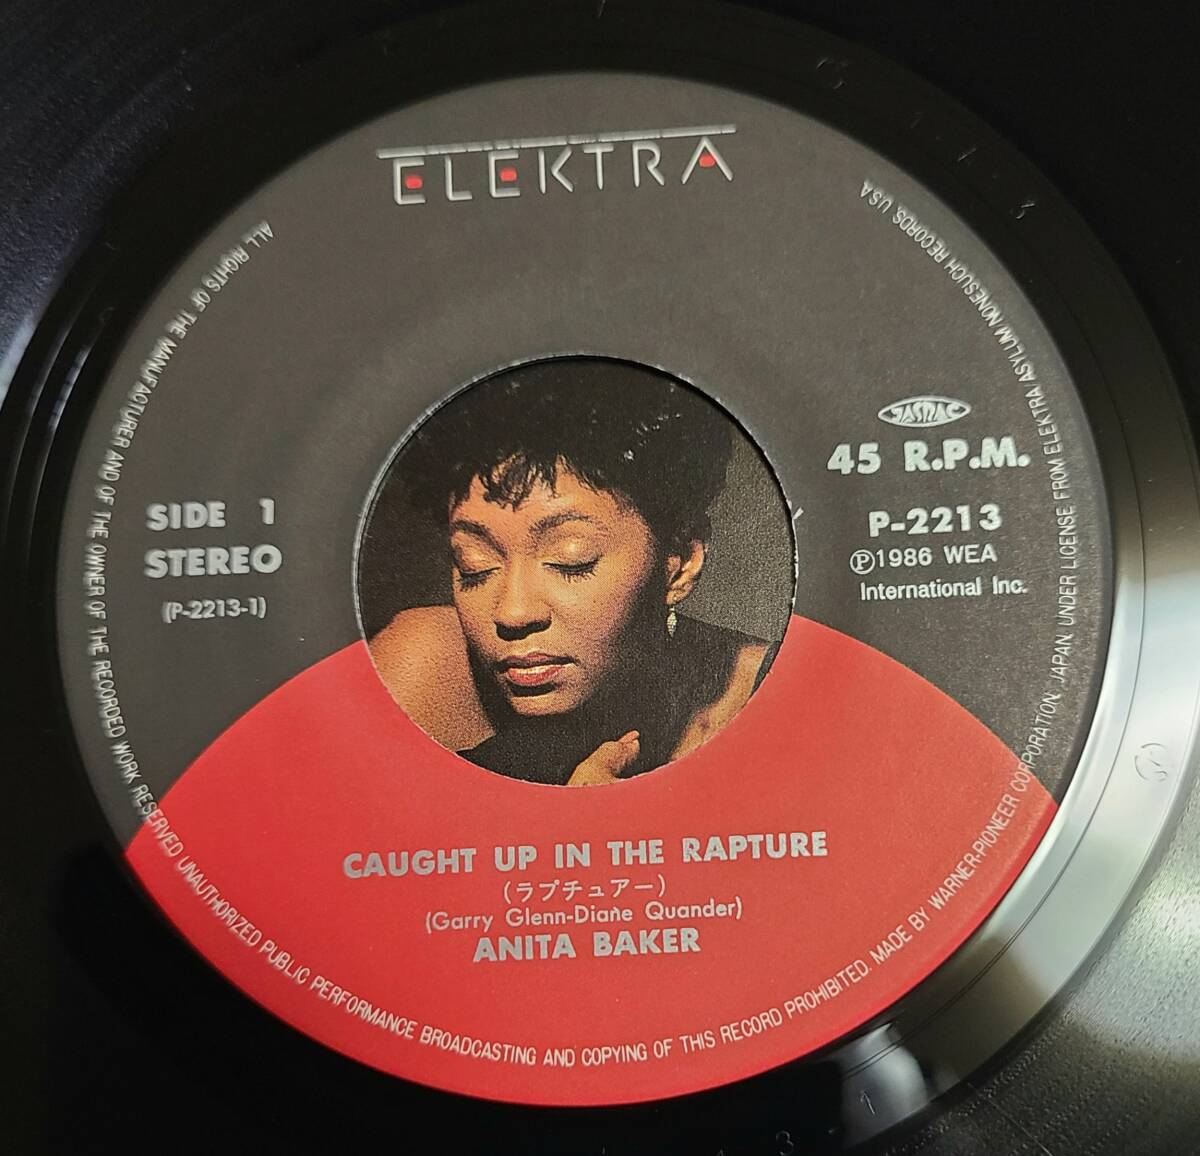 ELEKTRA
SIDE 1
STEREO
(P-2213-1)
JASRAC
45 R.P.M.
P-2213
Ⓟ1986 WEA
International Inc.
CAUGHT UP IN THE RAPTURE
(ラプチュアー)
(Garry Glenn-Diane Quander)
ANITA BAKER
ALL RIGHTS OF THE MANUFACTURER AND OF THE OWNER OF THE RECORDED WORK RESERVED UNAUTHORIZED PUBLIC PERFORMANCE BROADCASTING AND COPYING OF THIS RECORD PROHIBITED. MADE BY WARNER-PIONEER CORPORATION, JAPAN, UNDER LICENSE FROM ELEKTRA ASYLUM NONESUCH RECORDS, USA